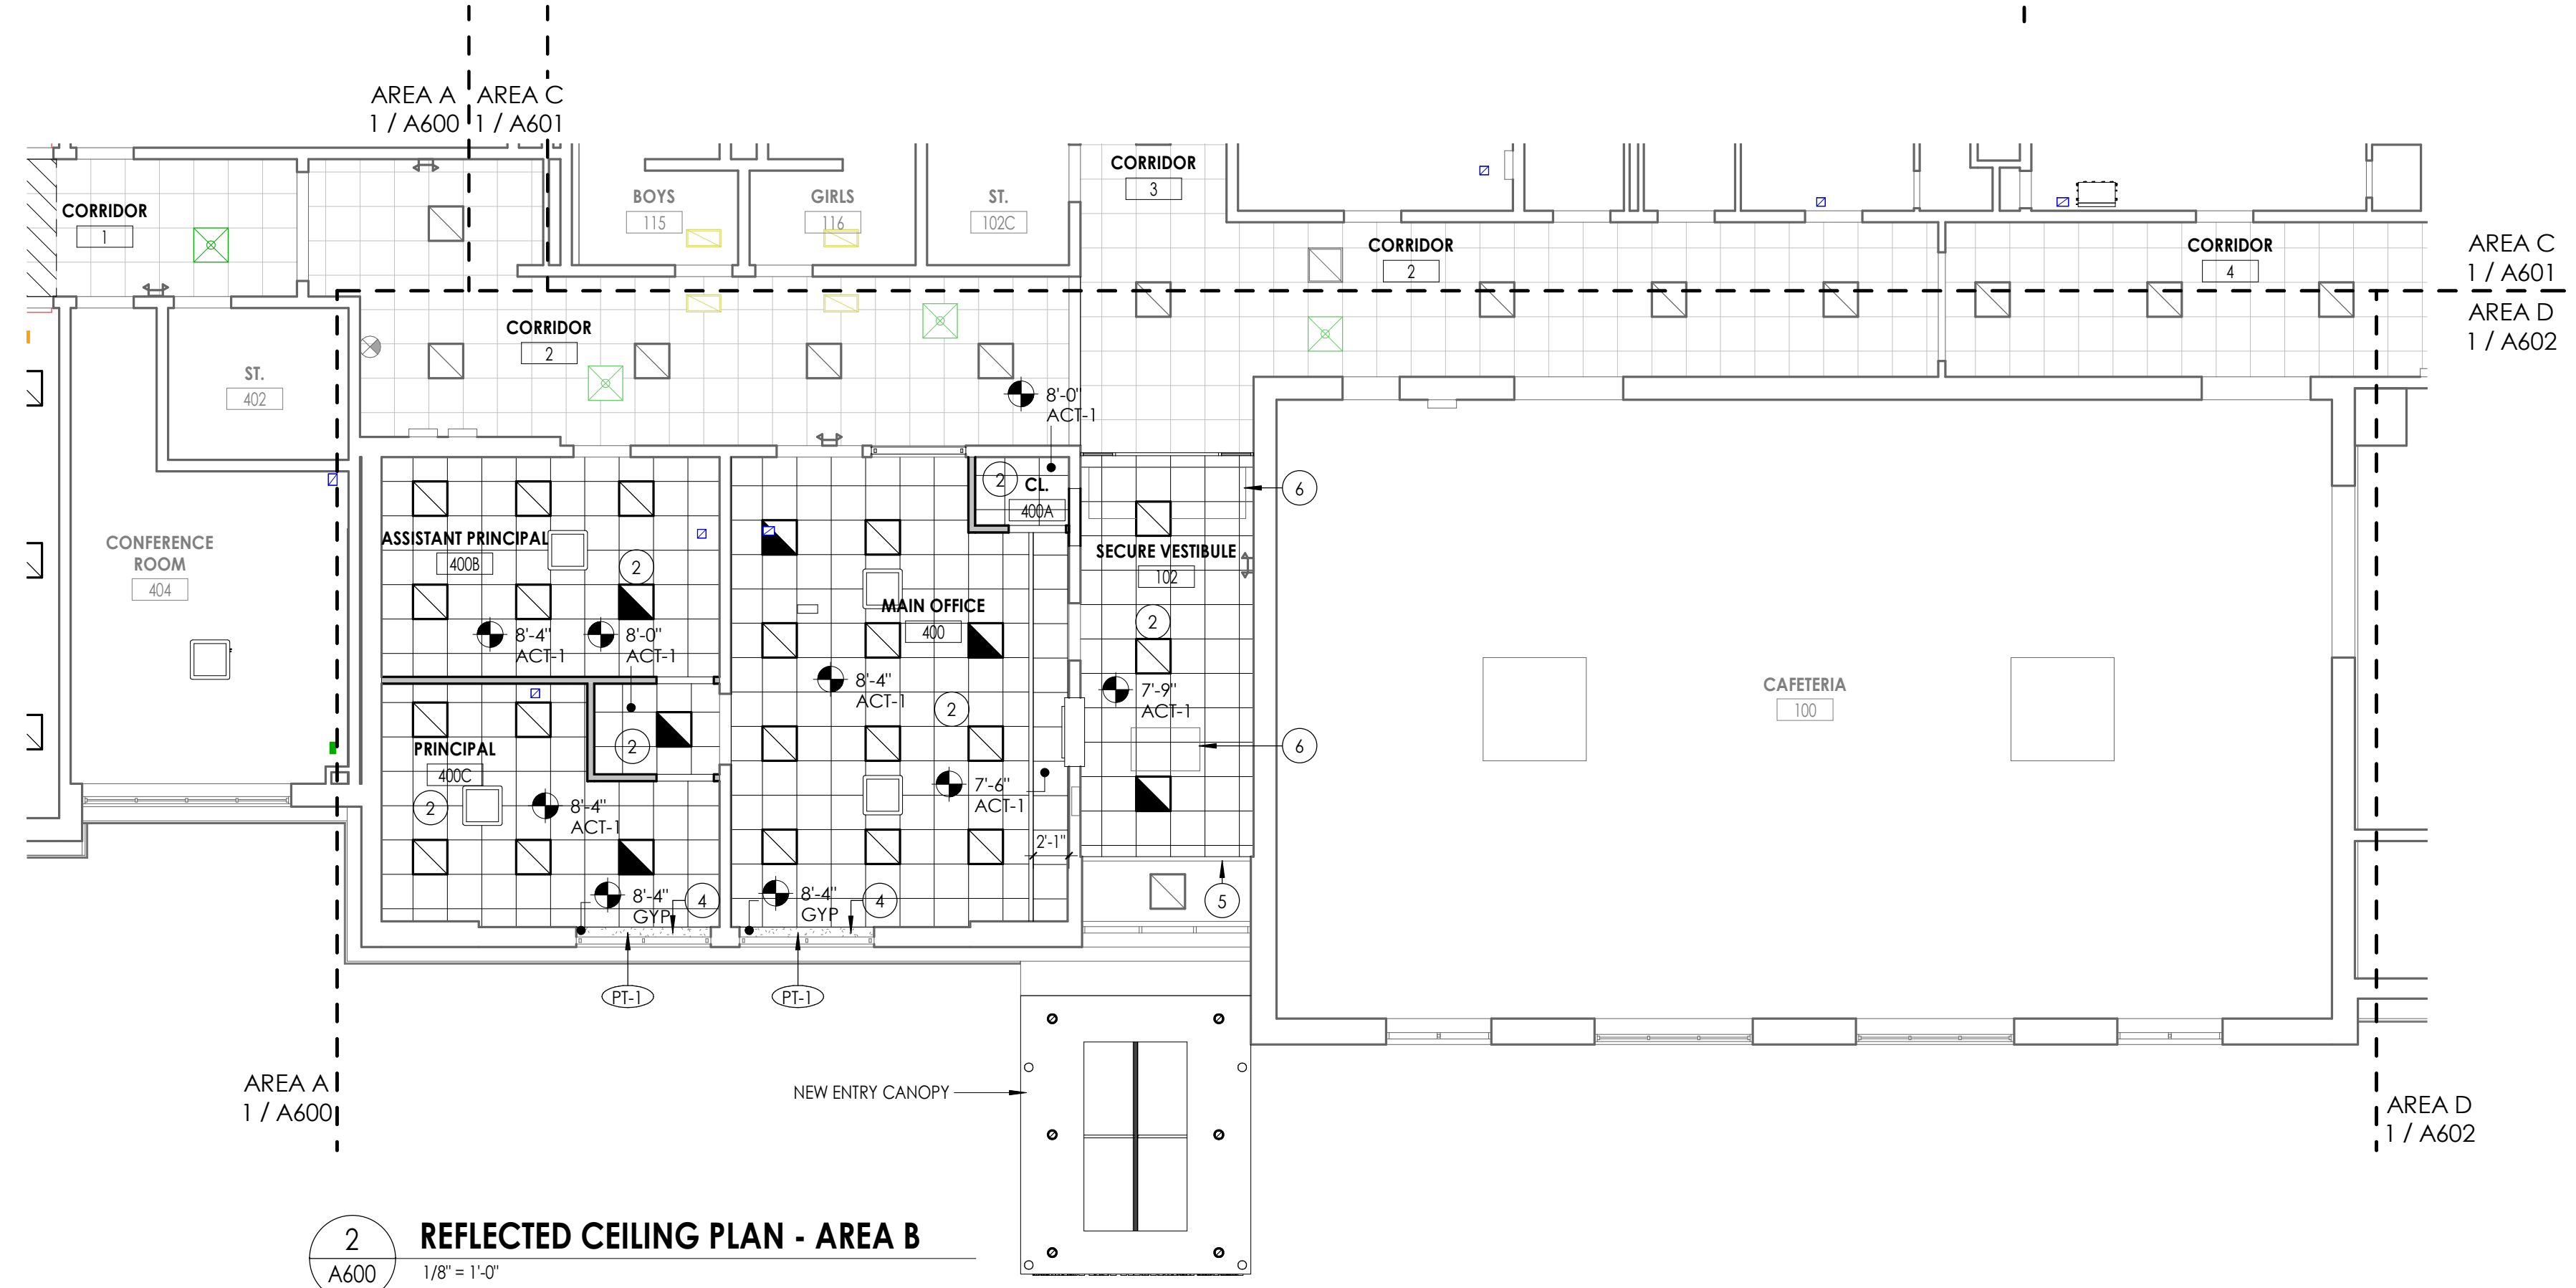 AREA A
1 / A600
AREA C
1 / A601
CORRIDOR
1
BOYS
115
GIRLS
116
ST.
102C
CORRIDOR
3
CORRIDOR
2
CORRIDOR
4
AREA C
1 / A601
AREA D
1 / A602
CORRIDOR
2
ST.
402
8'-0"
ACT-1
2
CL.
400A
6
ASSISTANT PRINCIPAL
400B
2
CONFERENCE
ROOM
404
SECURE VESTIBULE
102
2
MAIN OFFICE
400
8'-4"
ACT-1
8'-0"
ACT-1
8'-4"
ACT-1
2
7'-9"
ACT-1
CAFETERIA
100
6
PRINCIPAL
400C
2
2
8'-4"
ACT-1
7'-6"
ACT-1
2'-1"
8'-4"
GYP
4
8'-4"
GYP
4
5
PT-1
PT-1
AREA A
1 / A600
NEW ENTRY CANOPY
AREA D
1 / A602
2
A600
REFLECTED CEILING PLAN - AREA B
1/8" = 1'-0"